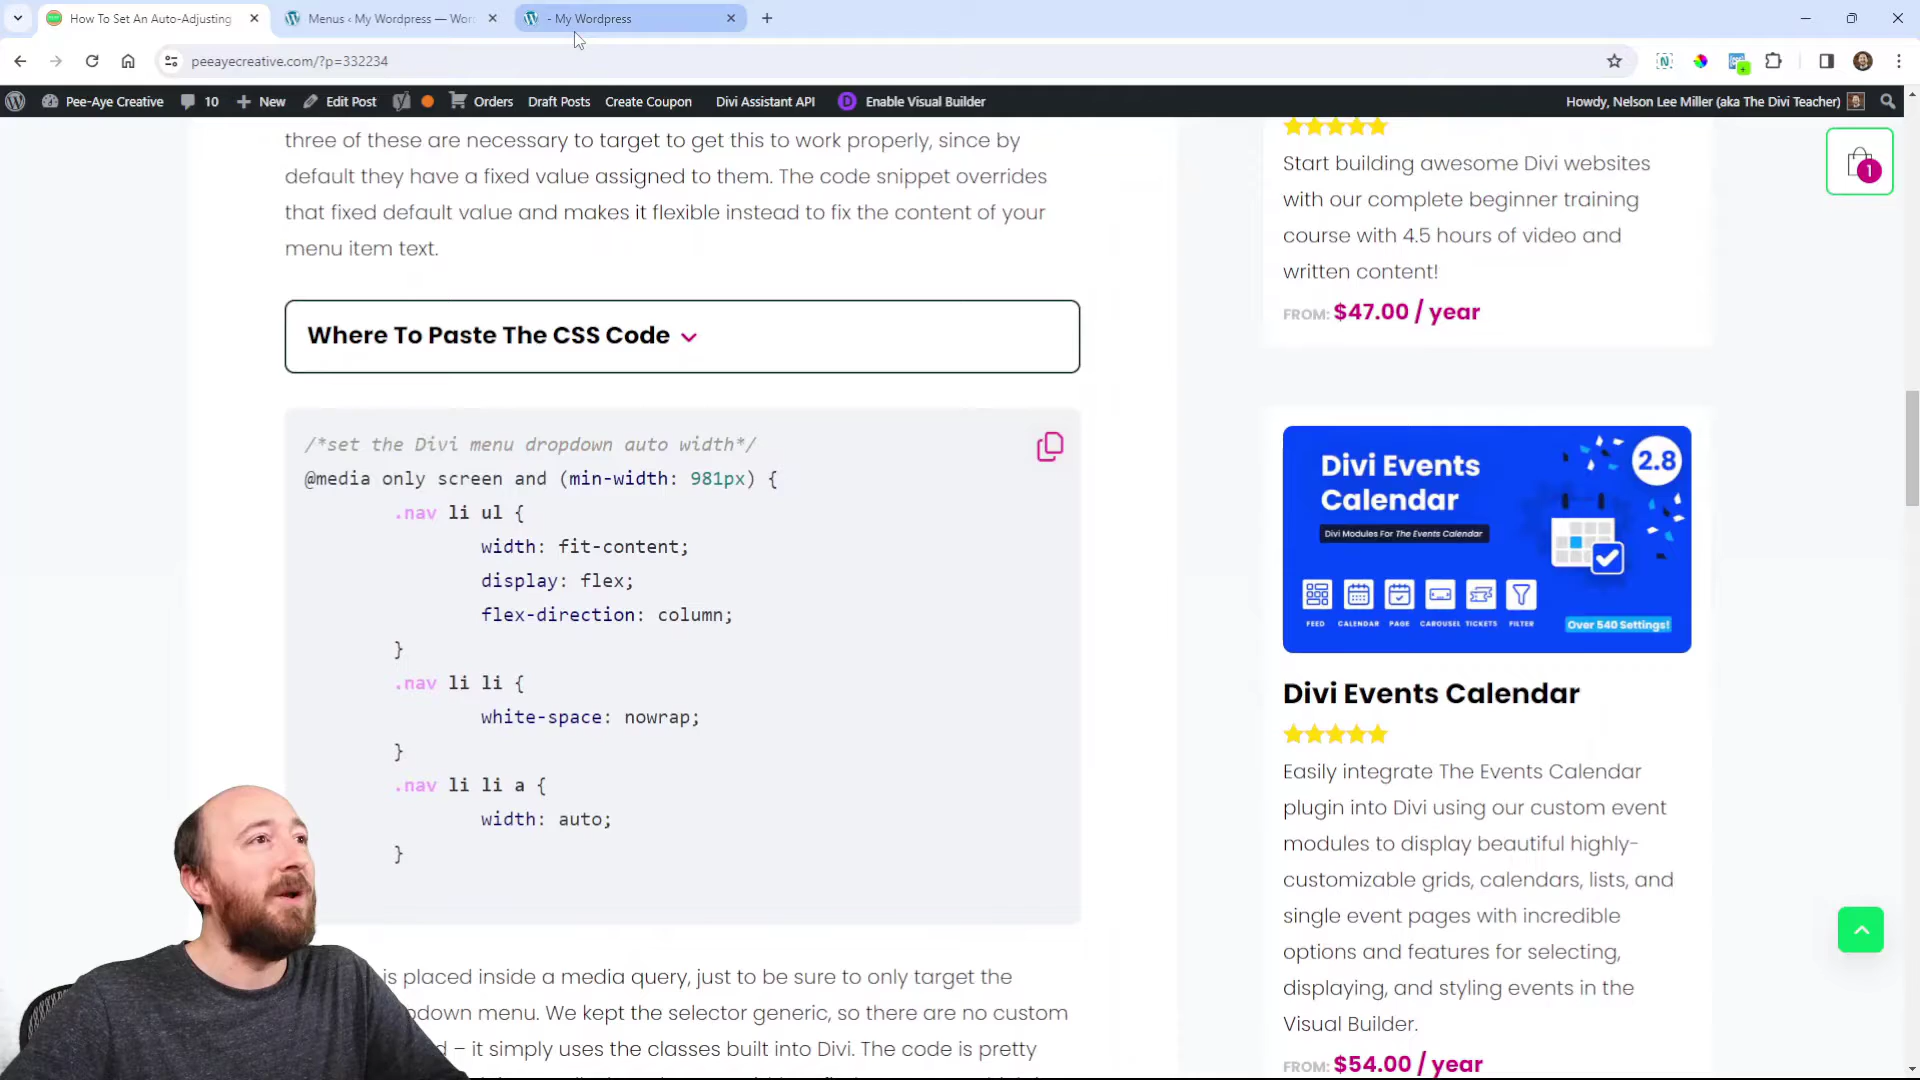 How To Set An Auto-Adjusting
Menus ‹ My Wordpress — Wor
- My Wordpress
peeayecreative.com/?p=332234
Pee-Aye Creative
10
New
Edit Post
Orders
Draft Posts
Create Coupon
Divi Assistant API
D
Enable Visual Builder
Howdy, Nelson Lee Miller (aka The Divi Teacher)
three of these are necessary to target to get this to work properly, since by
default they have a fixed value assigned to them. The code snippet overrides
that fixed default value and makes it flexible instead to fix the content of your
menu item text.
Where To Paste The CSS Code
/*set the Divi menu dropdown auto width*/
@media only screen and (min-width: 981px) {
.nav li ul {
width: fit-content;
display: flex;
flex-direction: column;
}
.nav li li {
white-space: nowrap;
}
.nav li li a {
width: auto;
}
is placed inside a media query, just to be sure to only target the
pdown menu. We kept the selector generic, so there are no custom
d – it simply uses the classes built into Divi. The code is pretty
Start building awesome Divi websites
with our complete beginner training
course with 4.5 hours of video and
written content!
FROM: $47.00 / year
1
Divi Events
Calendar
2.8
Divi Modules For The Events Calendar
FEED
CALENDAR
PAGE
CAROUSEL
TICKETS
FILTER
Over 540 Settings!
Divi Events Calendar
Easily integrate The Events Calendar
plugin into Divi using our custom event
modules to display beautiful highly-
customizable grids, calendars, lists, and
single event pages with incredible
options and features for selecting,
displaying, and styling events in the
Visual Builder.
FROM: $54.00 / year